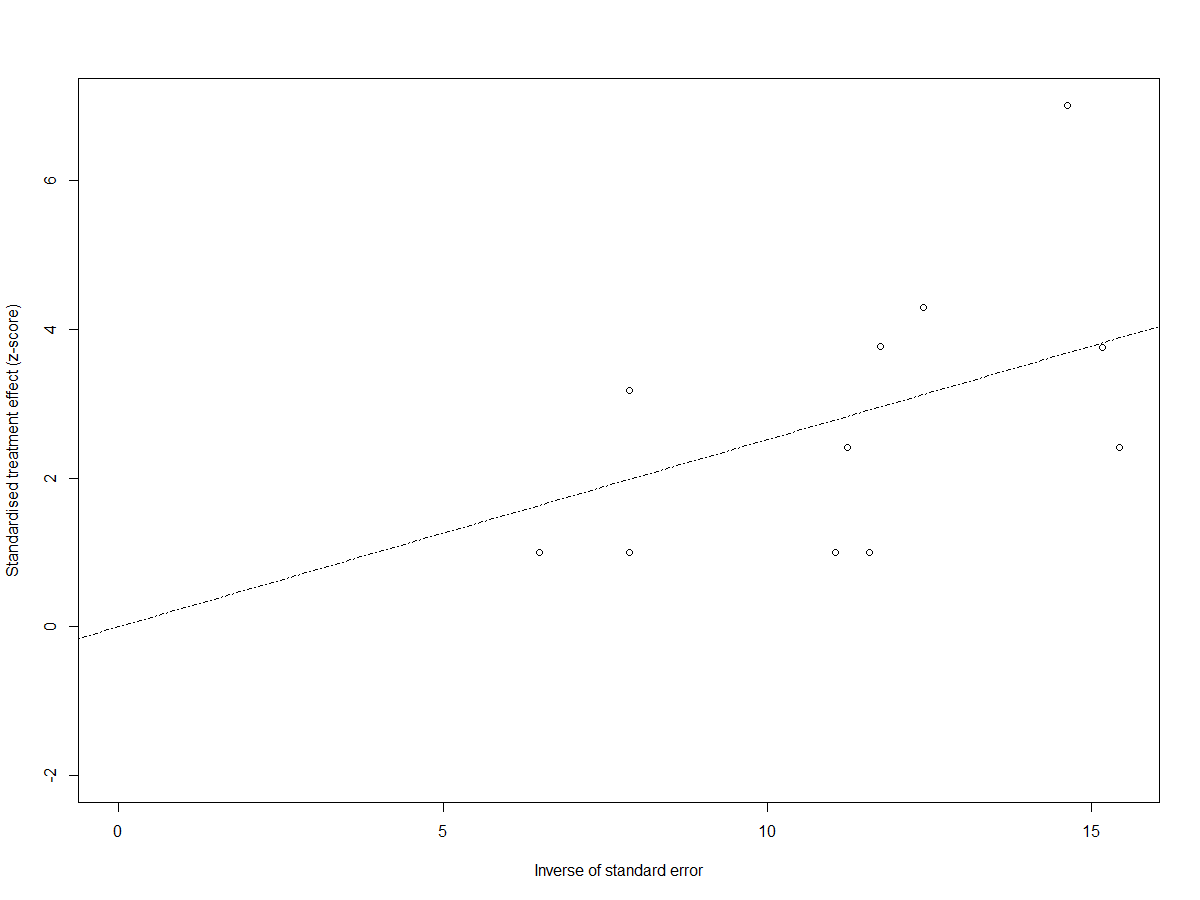 6
4
2
0
-2
Standardised treatment effect (z-score)
0 5 10 15
Inverse of standard error